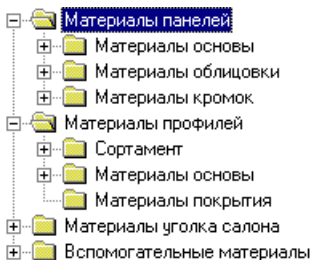 Материалы панелей
Материалы основы
Материалы облицовки
Материалы кромок
Материалы профилей
Сортамент
Материалы основы
Материалы покрытия
Материалы уголка салона
Вспомогательные материалы